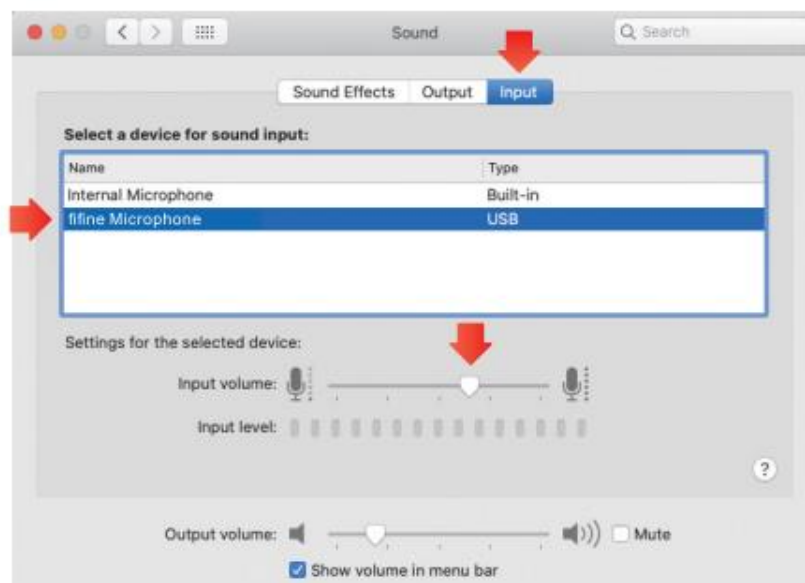 Sound
Search
Sound Effects Output Input
Select a device for sound input:
Name Type
Internal Microphone Built-in
fifine Microphone USB
Settings for the selected device:
Input volume:
Input level:
?
Output volume: Mute
Show volume in menu bar